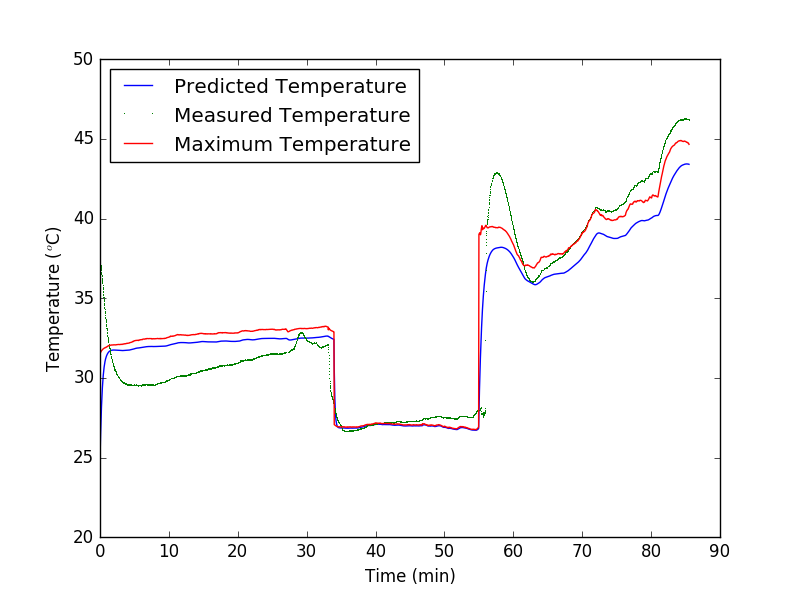 Predicted Temperature
Measured Temperature
Maximum Temperature
50
45
40
35
30
25
20
Temperature (°C)
0 10 20 30 40 50 60 70 80 90
Time (min)